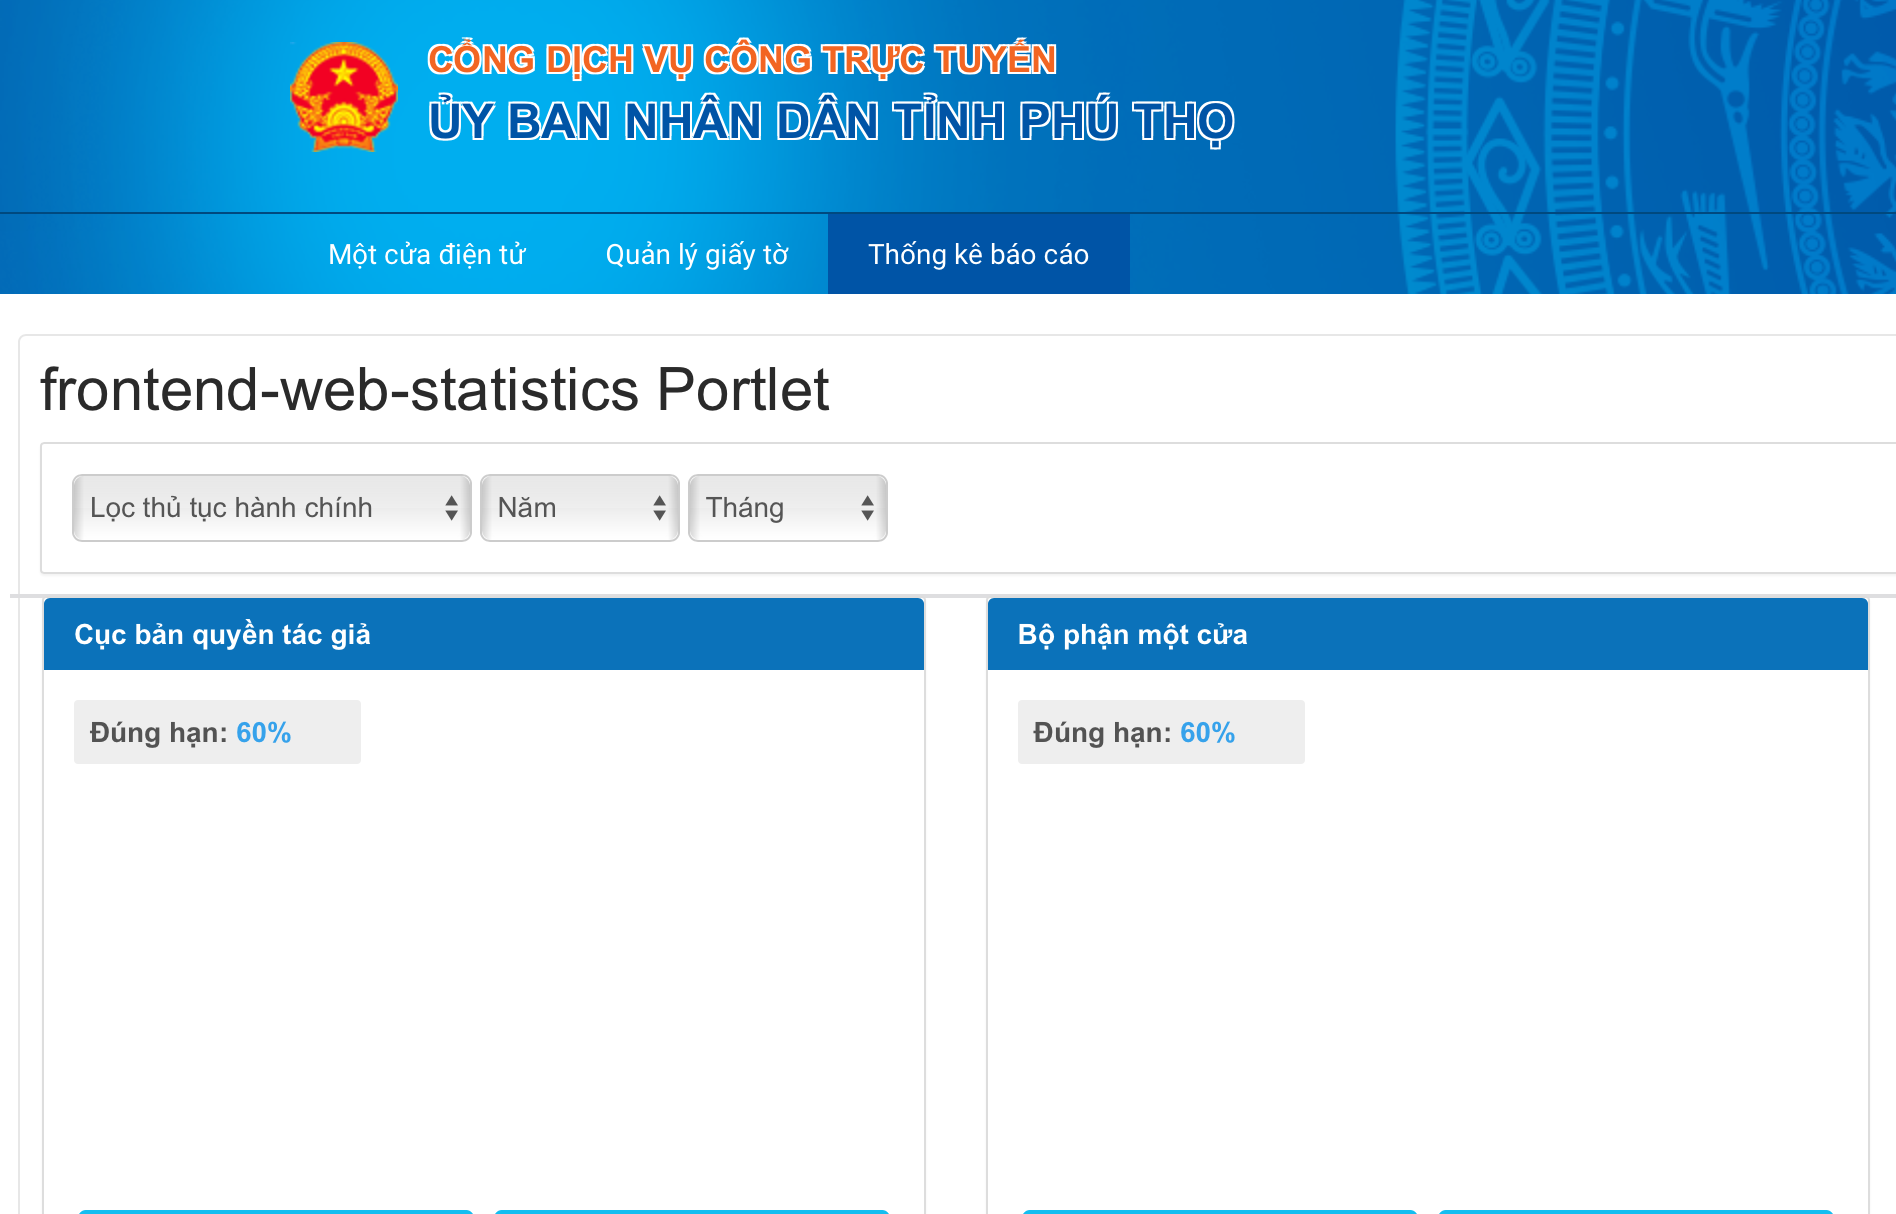 CỔNG DỊCH VỤ CÔNG TRỰC TUYẾN
ỦY BAN NHÂN DÂN TỈNH PHÚ THỌ
Một cửa điện tử
Quản lý giấy tờ
Thống kê báo cáo
frontend-web-statistics Portlet
Lọc thủ tục hành chính
Năm
Tháng
Cục bản quyền tác giả
Bộ phận một cửa
Đúng hạn: 60%
Đúng hạn: 60%